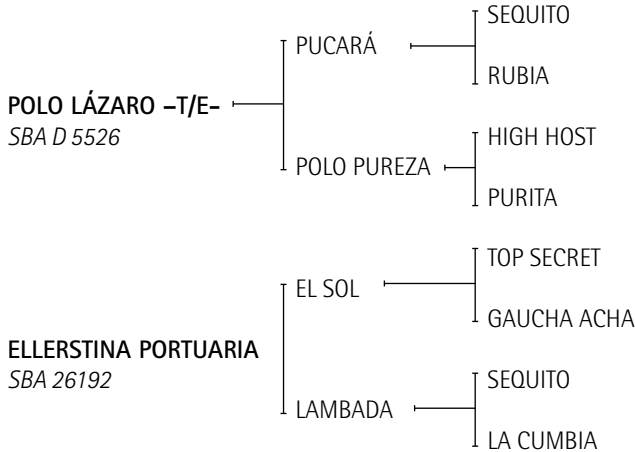 SEQUITO
PUCARÁ
RUBIA
POLO LÁZARO –T/E–
SBA D 5526
HIGH HOST
POLO PUREZA
PURITA
TOP SECRET
EL SOL
GAUCHA ACHA
ELLERSTINA PORTUARIA
SBA 26192
SEQUITO
LAMBADA
LA CUMBIA